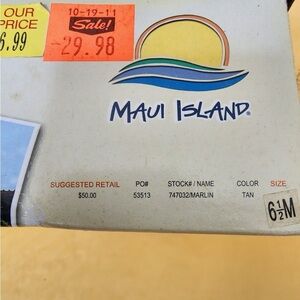 OUR
PRICE
6.99
10-19-11
Sale!
-29.98
MAUI ISLAND®
SUGGESTED RETAIL PO# STOCK# / NAME COLOR SIZE
$50.00 53513 747032/MARLIN TAN 6½M